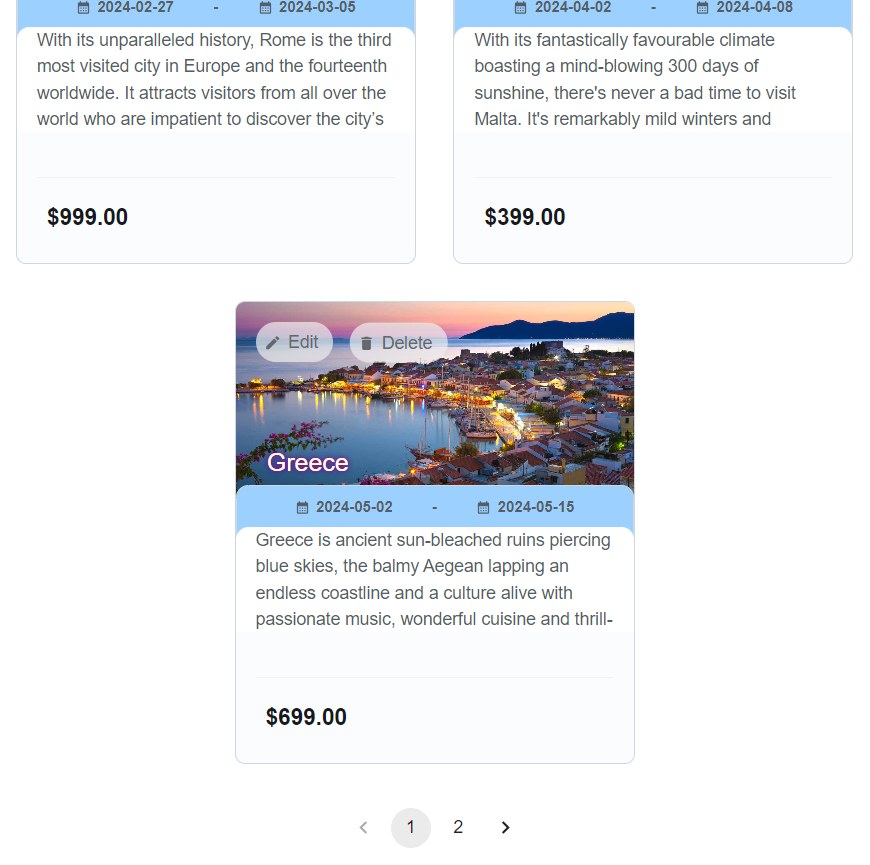 2024-02-27 - 2024-03-05
With its unparalleled history, Rome is the third
most visited city in Europe and the fourteenth
worldwide. It attracts visitors from all over the
world who are impatient to discover the city’s
$999.00
2024-04-02 - 2024-04-08
With its fantastically favourable climate
boasting a mind-blowing 300 days of
sunshine, there's never a bad time to visit
Malta. It's remarkably mild winters and
$399.00
Edit Delete
Greece
2024-05-02 - 2024-05-15
Greece is ancient sun-bleached ruins piercing
blue skies, the balmy Aegean lapping an
endless coastline and a culture alive with
passionate music, wonderful cuisine and thrill-
$699.00
1 2